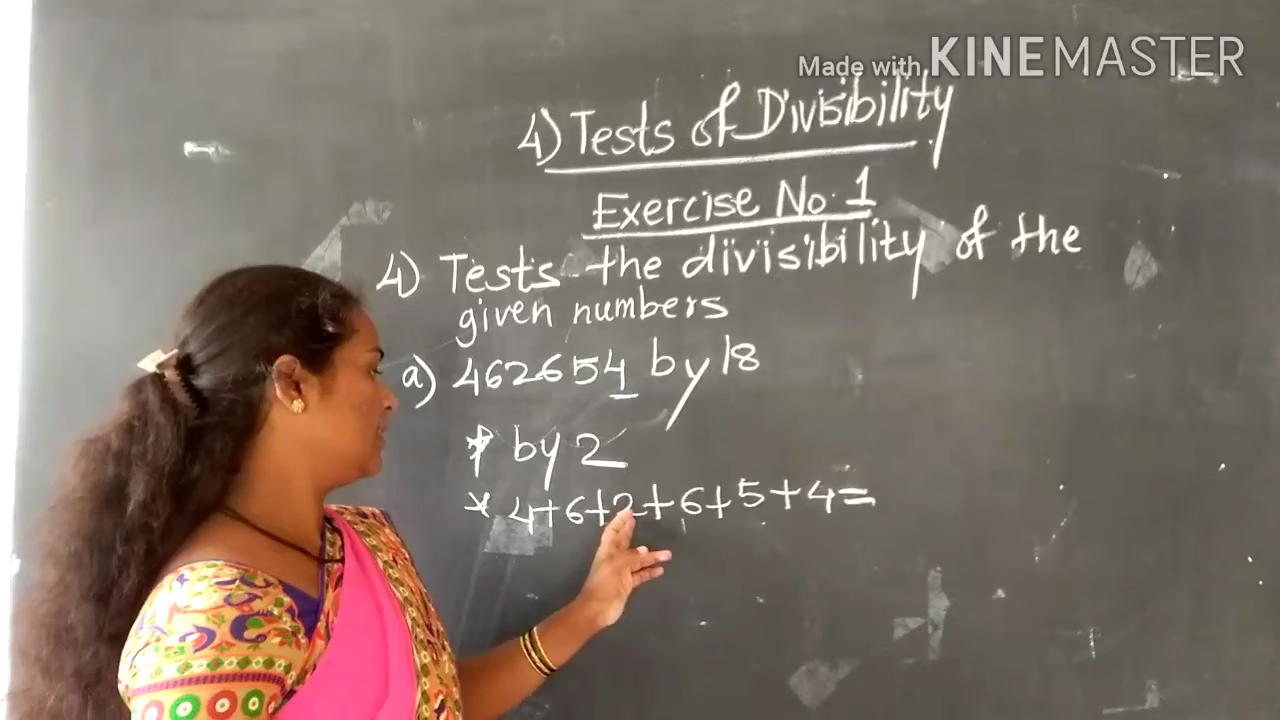 Made with KINEMASTER
4) Tests of Divisibility
Exercise No. 1
4) Tests the divisibility of the
given numbers
a) 462654 by 18
* by 2
* 4+6+2+6+5+4=